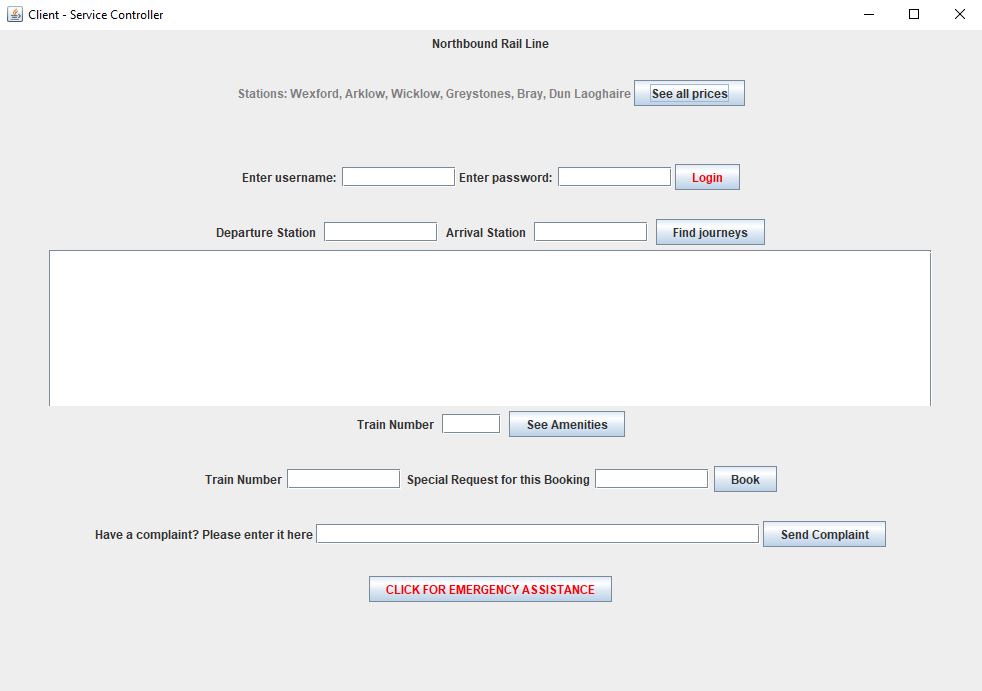 Client - Service Controller
Northbound Rail Line
Stations: Wexford, Arklow, Wicklow, Greystones, Bray, Dun Laoghaire See all prices
Enter username: Enter password: Login
Departure Station Arrival Station Find journeys
Train Number See Amenities
Train Number Special Request for this Booking Book
Have a complaint? Please enter it here Send Complaint
CLICK FOR EMERGENCY ASSISTANCE